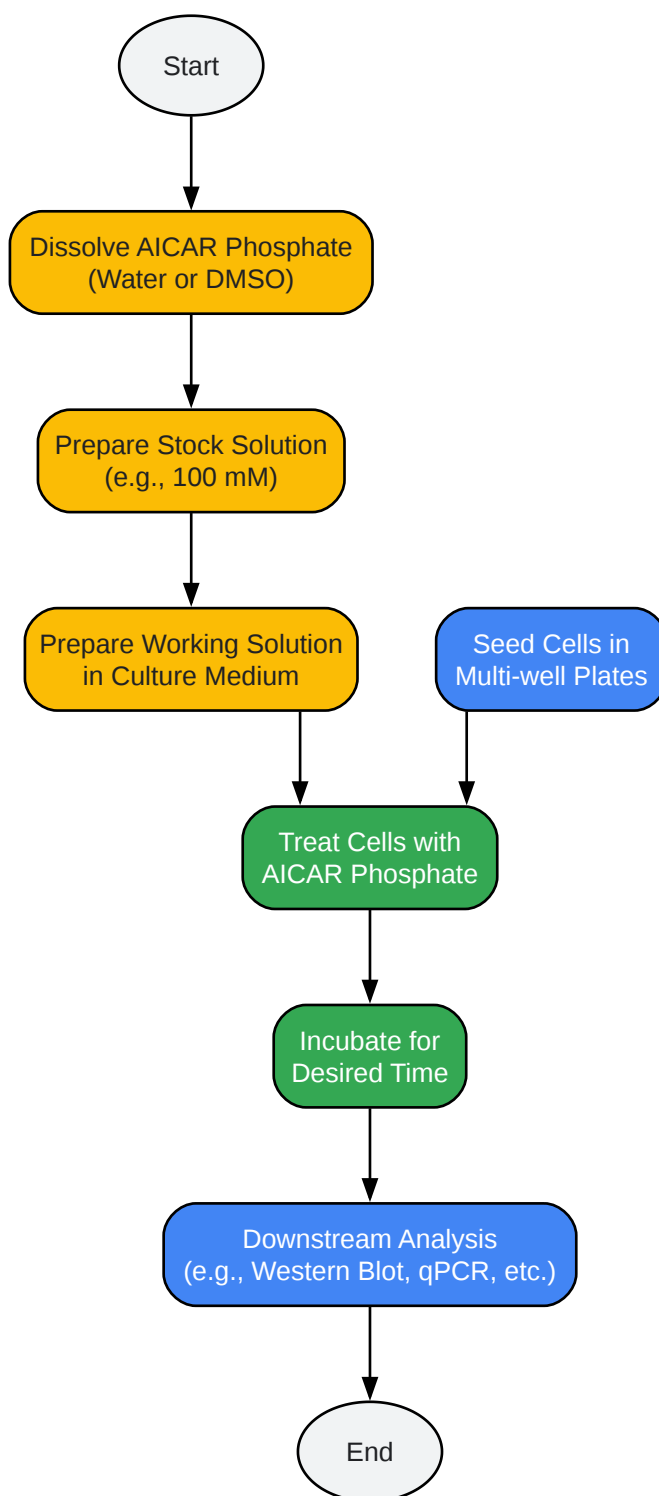 Start
Dissolve AICAR Phosphate
(Water or DMSO)
Prepare Stock Solution
(e.g., 100 mM)
Prepare Working Solution
in Culture Medium
Seed Cells in
Multi-well Plates
Treat Cells with
AICAR Phosphate
Incubate for
Desired Time
Downstream Analysis
(e.g., Western Blot, qPCR, etc.)
End